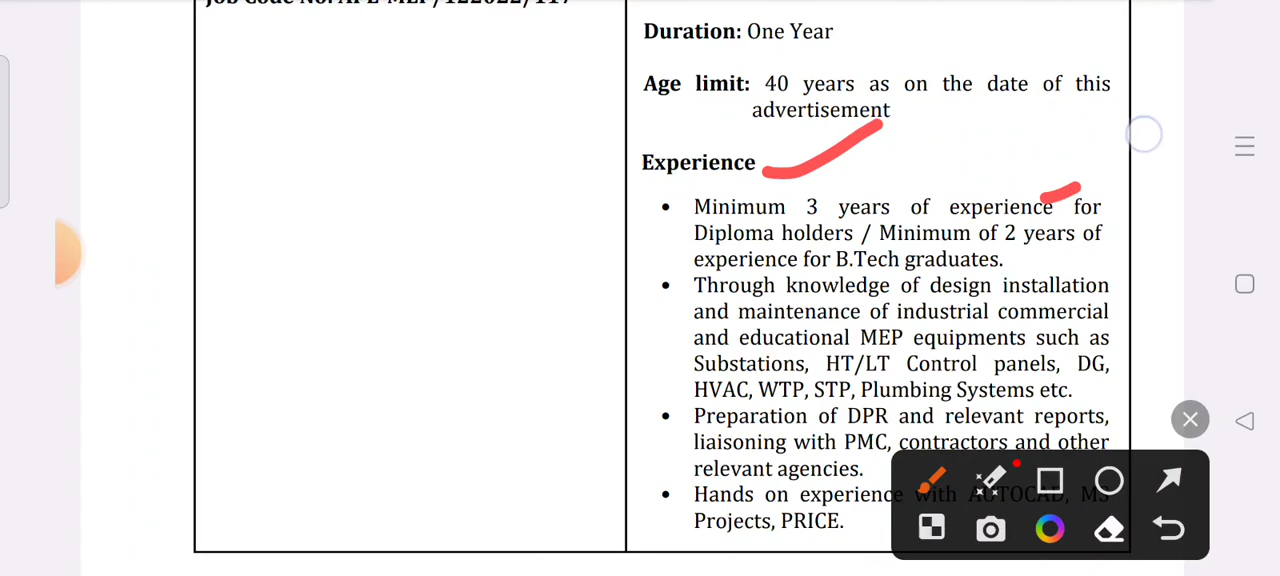 Duration: One Year
Age limit: 40 years as on the date of this
advertisement
Experience
• Minimum 3 years of experience for
Diploma holders / Minimum of 2 years of
experience for B.Tech graduates.
• Through knowledge of design installation
and maintenance of industrial commercial
and educational MEP equipments such as
Substations, HT/LT Control panels, DG,
HVAC, WTP, STP, Plumbing Systems etc.
• Preparation of DPR and relevant reports,
liaisoning with PMC, contractors and other
relevant agencies.
• Hands on experience with AUTOCAD, MS
Projects, PRICE.